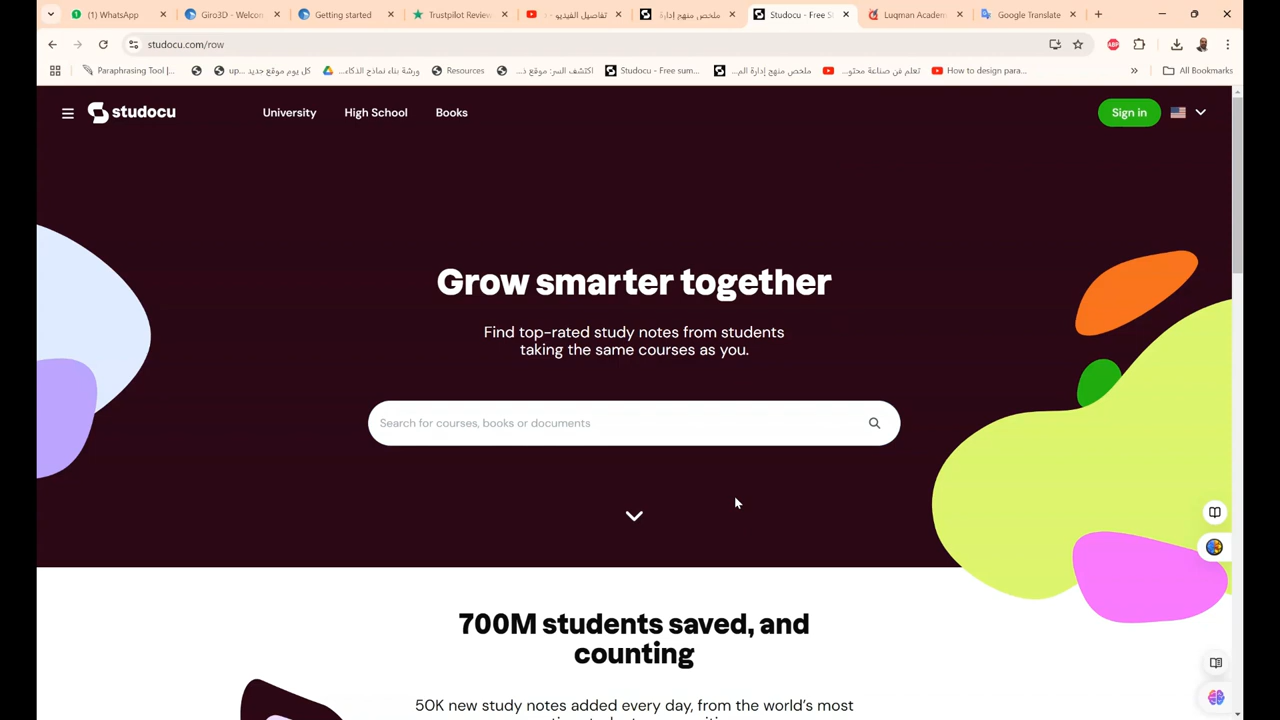 (1) WhatsApp
Giro3D - Welcon
Getting started
Trustpilot Review
تفاصيل الفيديو - د
ملخص منهج إدارة
Studocu - Free S
Luqman Acader
Google Translate
studocu.com/row
Paraphrasing Tool |...
كل يوم موقع جديد ...up
ورشة بناء نماذج الذكاء...
Resources
اكتشف السر: موقع ذ...
Studocu - Free sum...
ملخص منهج إدارة الم...
تعلم فن صناعة محتو...
How to design para...
All Bookmarks
studocu
University
High School
Books
Sign in
Grow smarter together
Find top-rated study notes from students
taking the same courses as you.
Search for courses, books or documents
700M students saved, and
counting
50K new study notes added every day, from the world's most